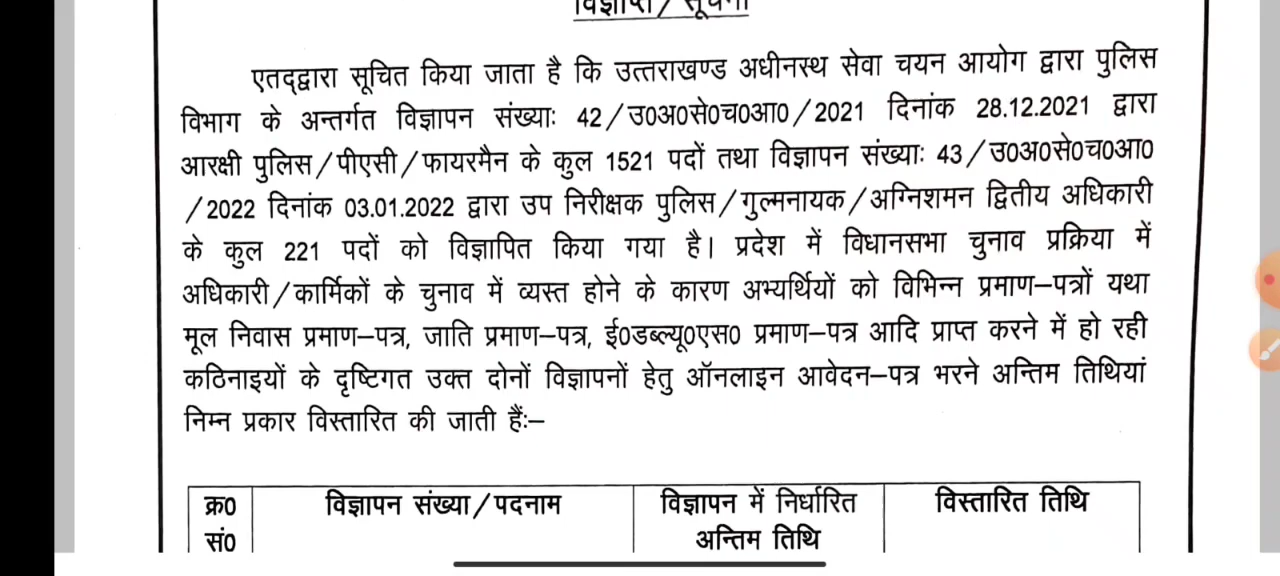 विज्ञप्ति/सूचना
एतद्द्वारा सूचित किया जाता है कि उत्तराखण्ड अधीनस्थ सेवा चयन आयोग द्वारा पुलिस
विभाग के अन्तर्गत विज्ञापन संख्याः 42/उ0अ0से0च0आ0/2021 दिनांक 28.12.2021 द्वारा
आरक्षी पुलिस/पीएसी/फायरमैन के कुल 1521 पदों तथा विज्ञापन संख्याः 43/उ0अ0से0च0आ0
/2022 दिनांक 03.01.2022 द्वारा उप निरीक्षक पुलिस/गुल्मनायक/अग्निशमन द्वितीय अधिकारी
के कुल 221 पदों को विज्ञापित किया गया है। प्रदेश में विधानसभा चुनाव प्रक्रिया में
अधिकारी/कार्मिकों के चुनाव में व्यस्त होने के कारण अभ्यर्थियों को विभिन्न प्रमाण–पत्रों यथा
मूल निवास प्रमाण–पत्र, जाति प्रमाण–पत्र, ई0डब्ल्यू0एस0 प्रमाण–पत्र आदि प्राप्त करने में हो रही
कठिनाइयों के दृष्टिगत उक्त दोनों विज्ञापनों हेतु ऑनलाइन आवेदन–पत्र भरने अन्तिम तिथियां
निम्न प्रकार विस्तारित की जाती हैंः–
क्र0 विज्ञापन संख्या/पदनाम विज्ञापन में निर्धारित विस्तारित तिथि
सं0 अन्तिम तिथि